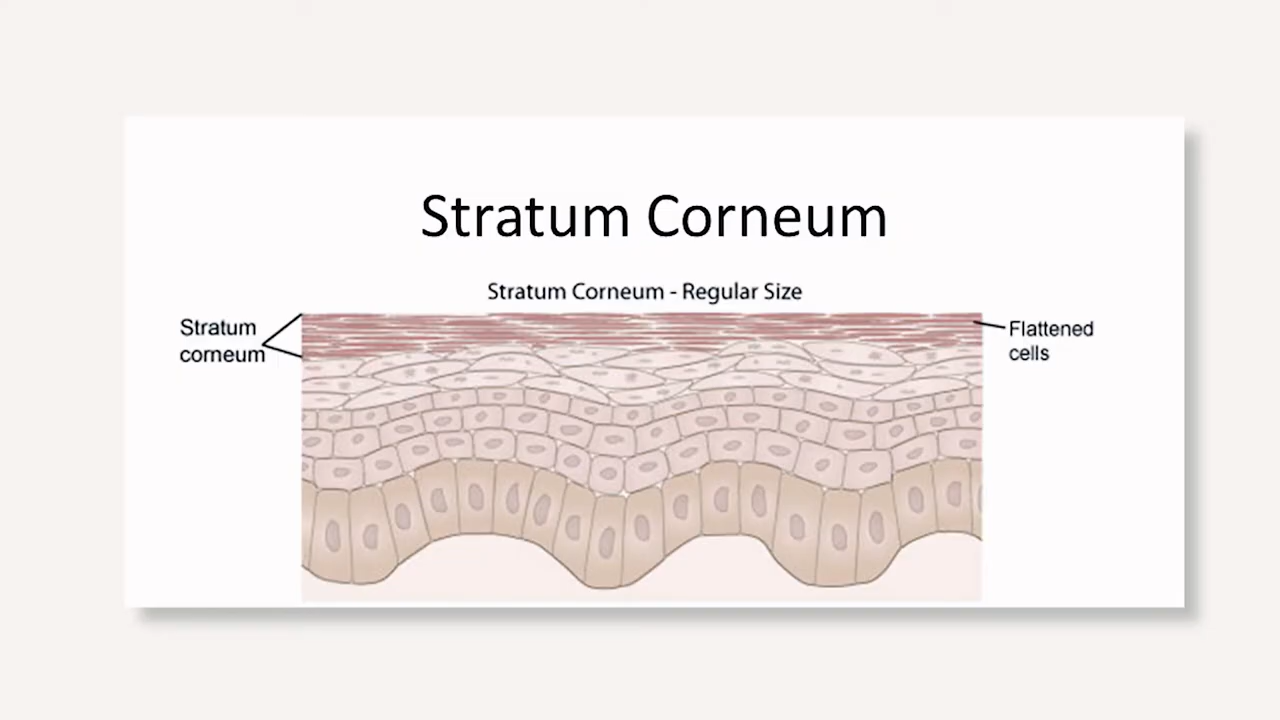 Stratum Corneum
Stratum Corneum - Regular Size
Stratum
corneum
Flattened
cells